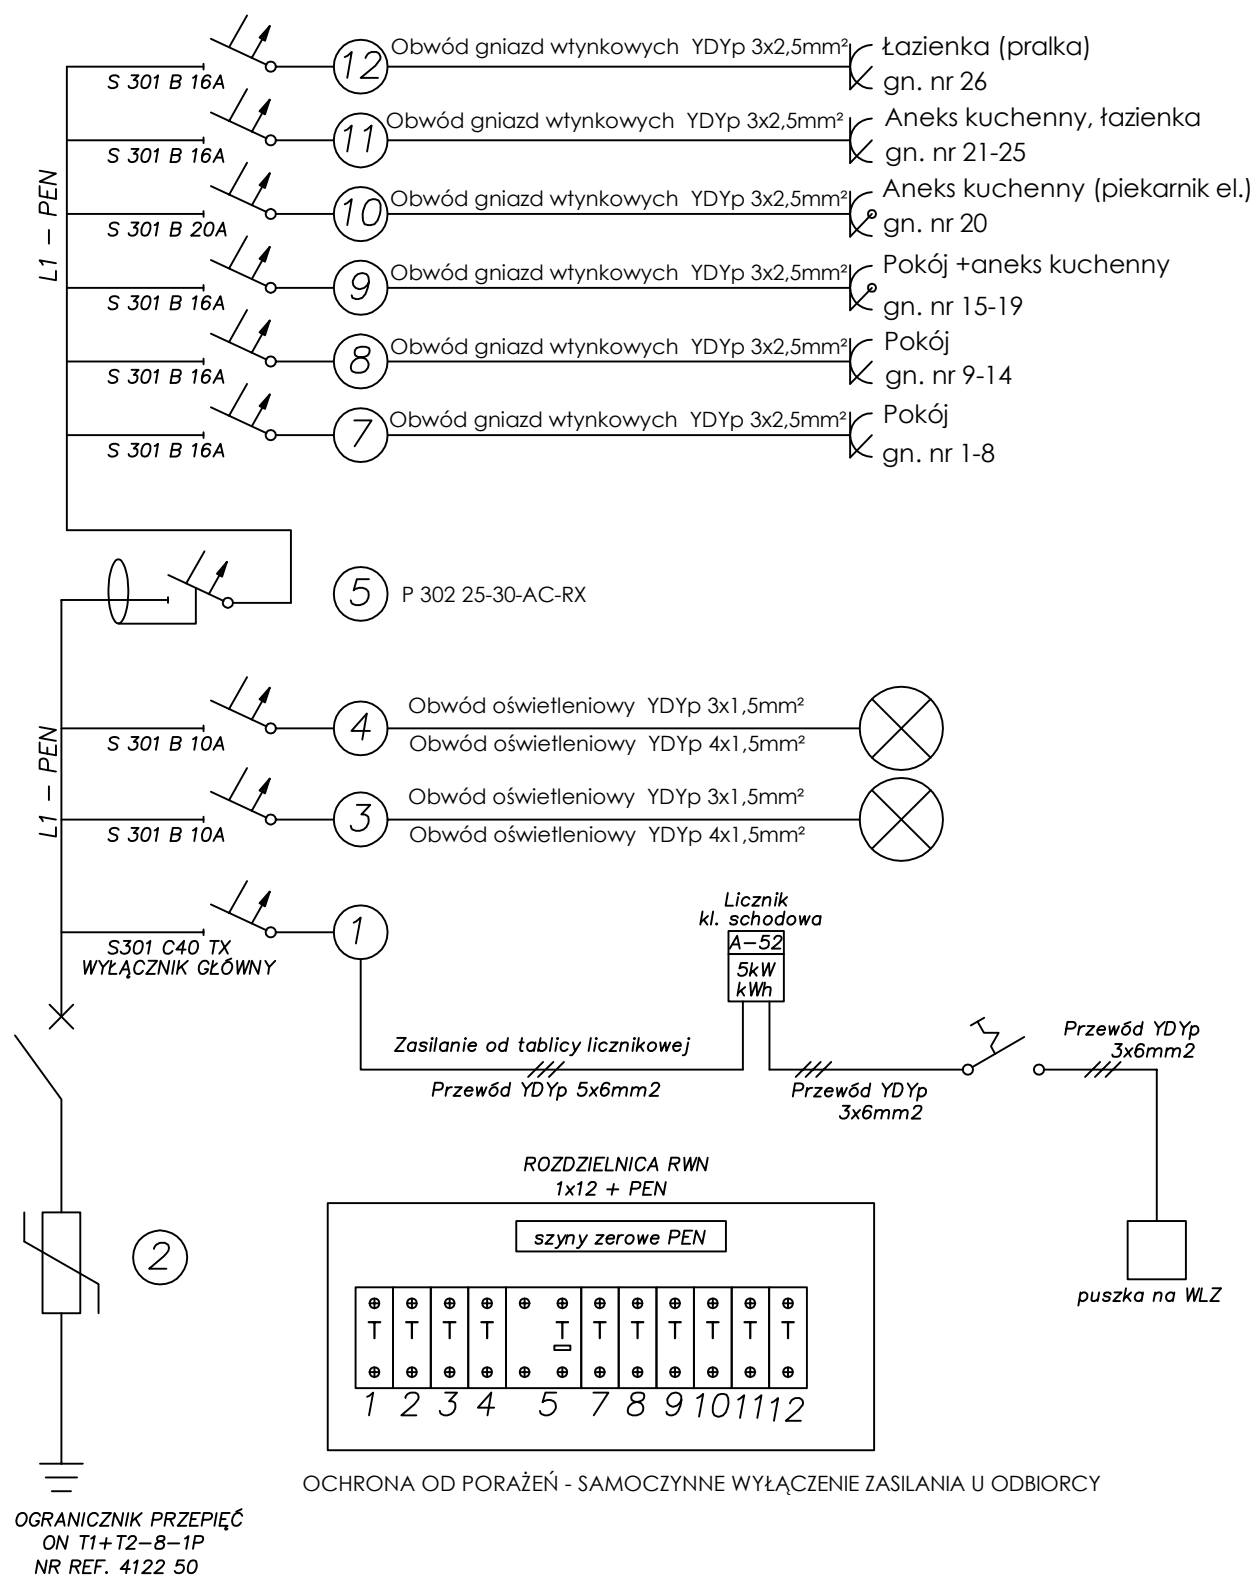 12
Obwód gniazd wtynkowych YDYp 3x2,5mm²
Łazienka (pralka)
gn. nr 26
S 301 B 16A
11
Obwód gniazd wtynkowych YDYp 3x2,5mm²
Aneks kuchenny, łazienka
gn. nr 21-25
S 301 B 16A
10
Obwód gniazd wtynkowych YDYp 3x2,5mm²
Aneks kuchenny (piekarnik el.)
gn. nr 20
S 301 B 20A
L1 – PEN
9
Obwód gniazd wtynkowych YDYp 3x2,5mm²
Pokój +aneks kuchenny
gn. nr 15-19
S 301 B 16A
8
Obwód gniazd wtynkowych YDYp 3x2,5mm²
Pokój
gn. nr 9-14
S 301 B 16A
7
Obwód gniazd wtynkowych YDYp 3x2,5mm²
Pokój
gn. nr 1-8
S 301 B 16A
5
P 302 25-30-AC-RX
4
Obwód oświetleniowy YDYp 3x1,5mm²
Obwód oświetleniowy YDYp 4x1,5mm²
S 301 B 10A
L1 – PEN
3
Obwód oświetleniowy YDYp 3x1,5mm²
Obwód oświetleniowy YDYp 4x1,5mm²
S 301 B 10A
1
S301 C40 TX
WYŁĄCZNIK GŁÓWNY
Licznik
kl. schodowa
A–52
5kW
kWh
Zasilanie od tablicy licznikowej
Przewód YDYp 5x6mm2
Przewód YDYp
3x6mm2
Przewód YDYp
3x6mm2
puszka na WLZ
2
ROZDZIELNICA RWN
1x12 + PEN
szyny zerowe PEN
T T T T T T T T T T T
1 2 3 4 5 7 8 9 10 11 12
OCHRONA OD PORAŻEŃ - SAMOCZYNNE WYŁĄCZENIE ZASILANIA U ODBIORCY
OGRANICZNIK PRZEPIĘĆ
ON T1+T2–8–1P
NR REF. 4122 50